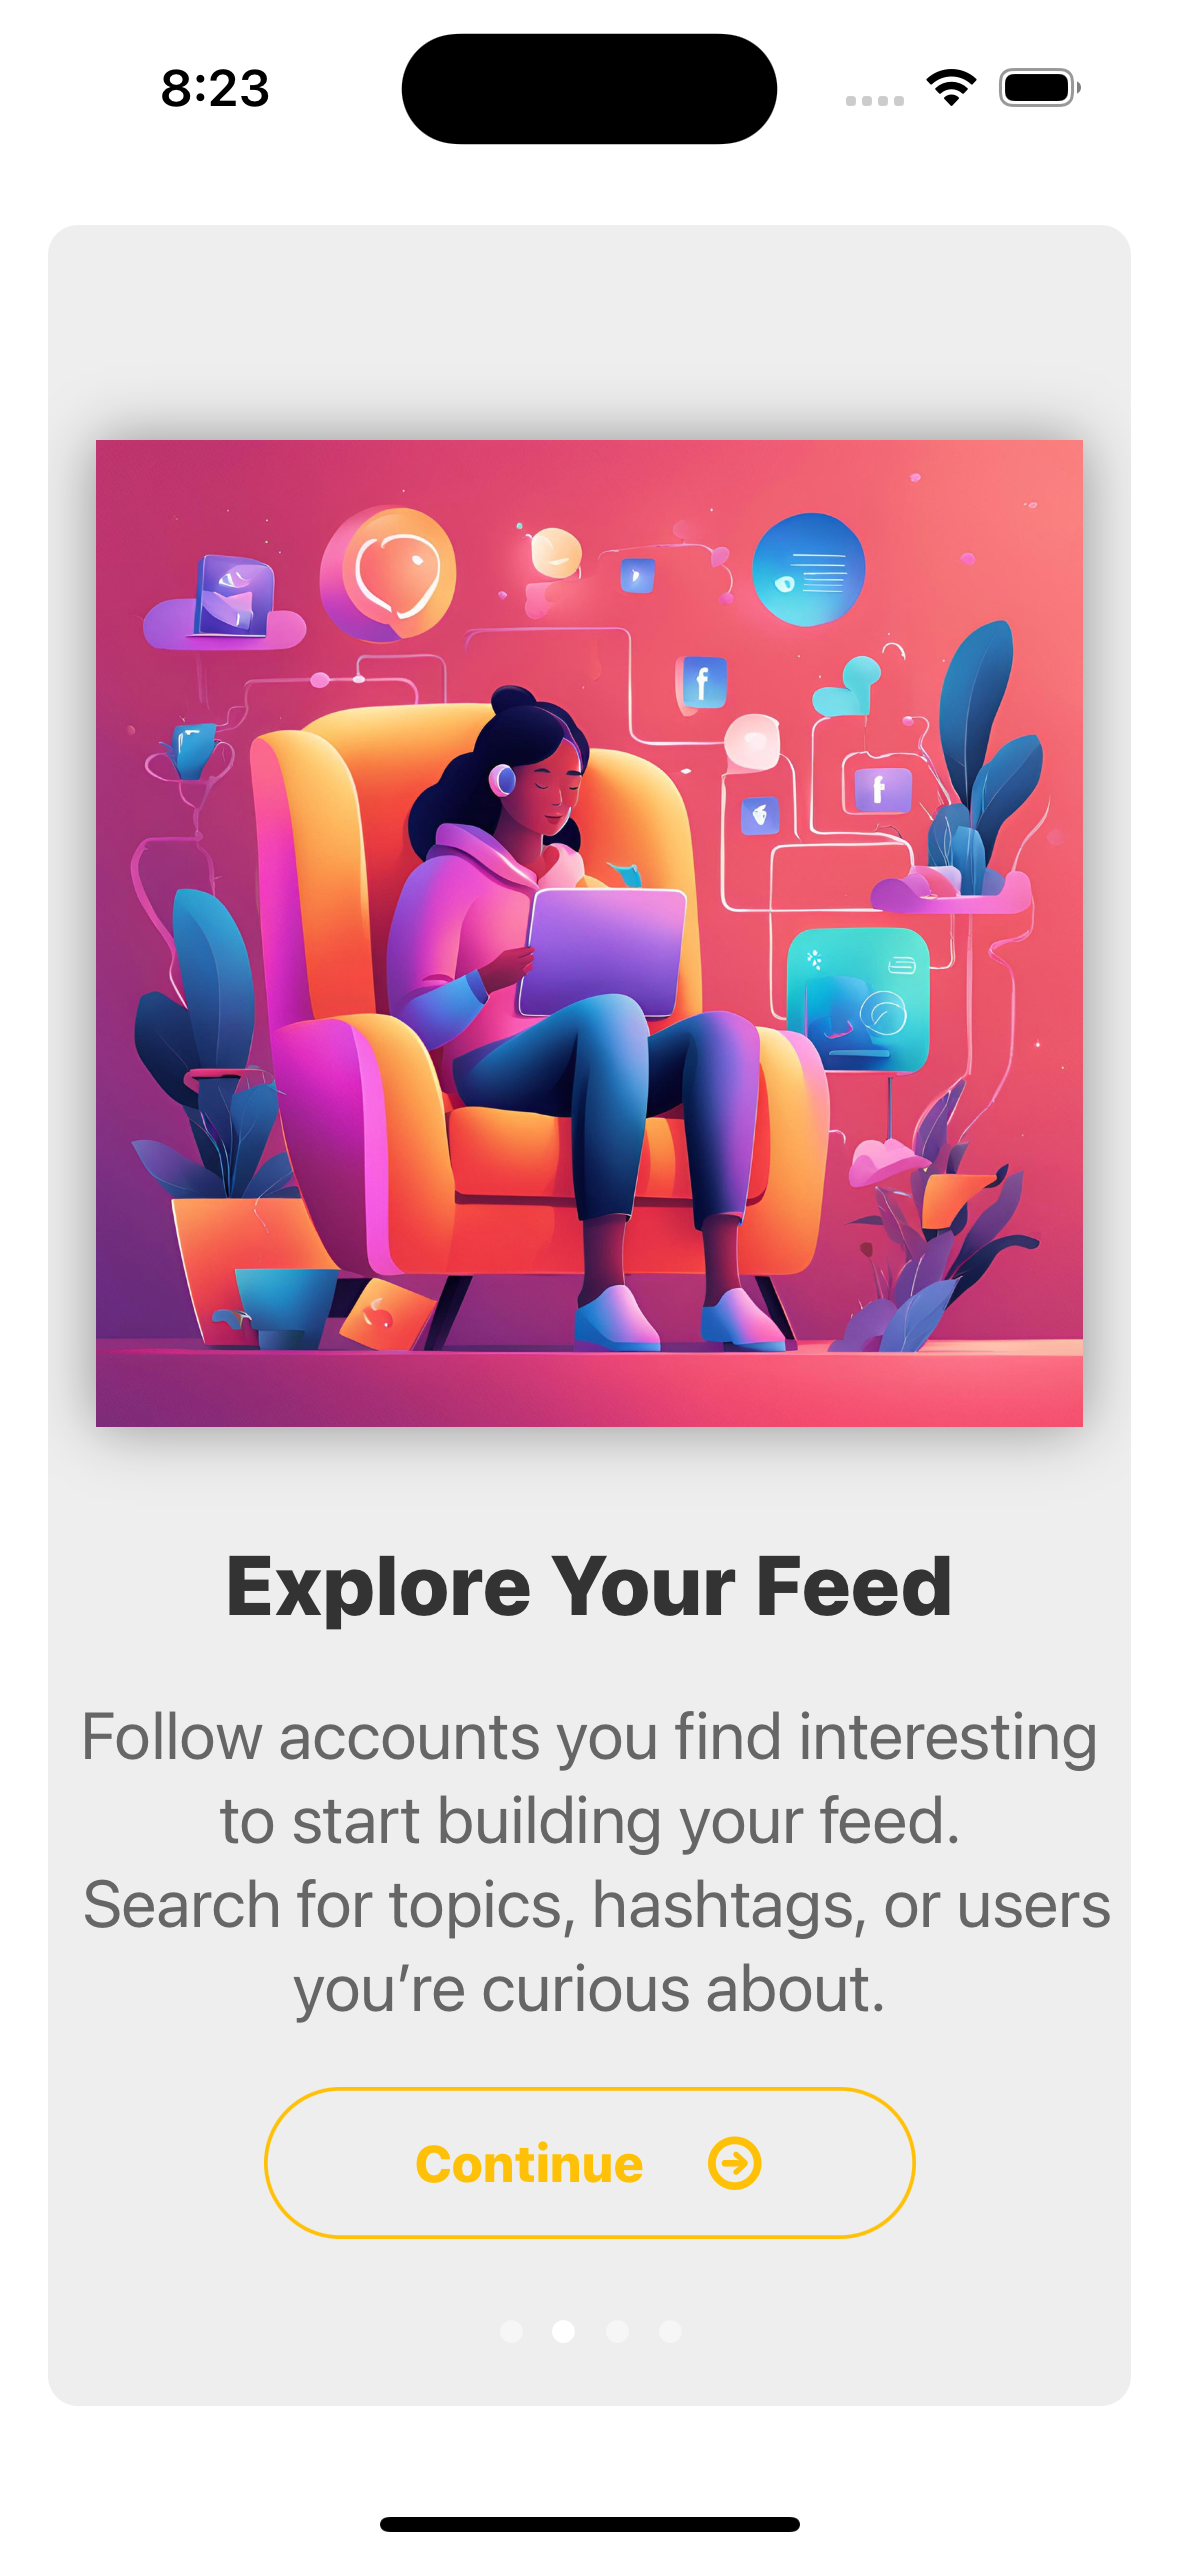 8:23
f
f
Explore Your Feed
Follow accounts you find interesting
to start building your feed.
Search for topics, hashtags, or users
you’re curious about.
Continue